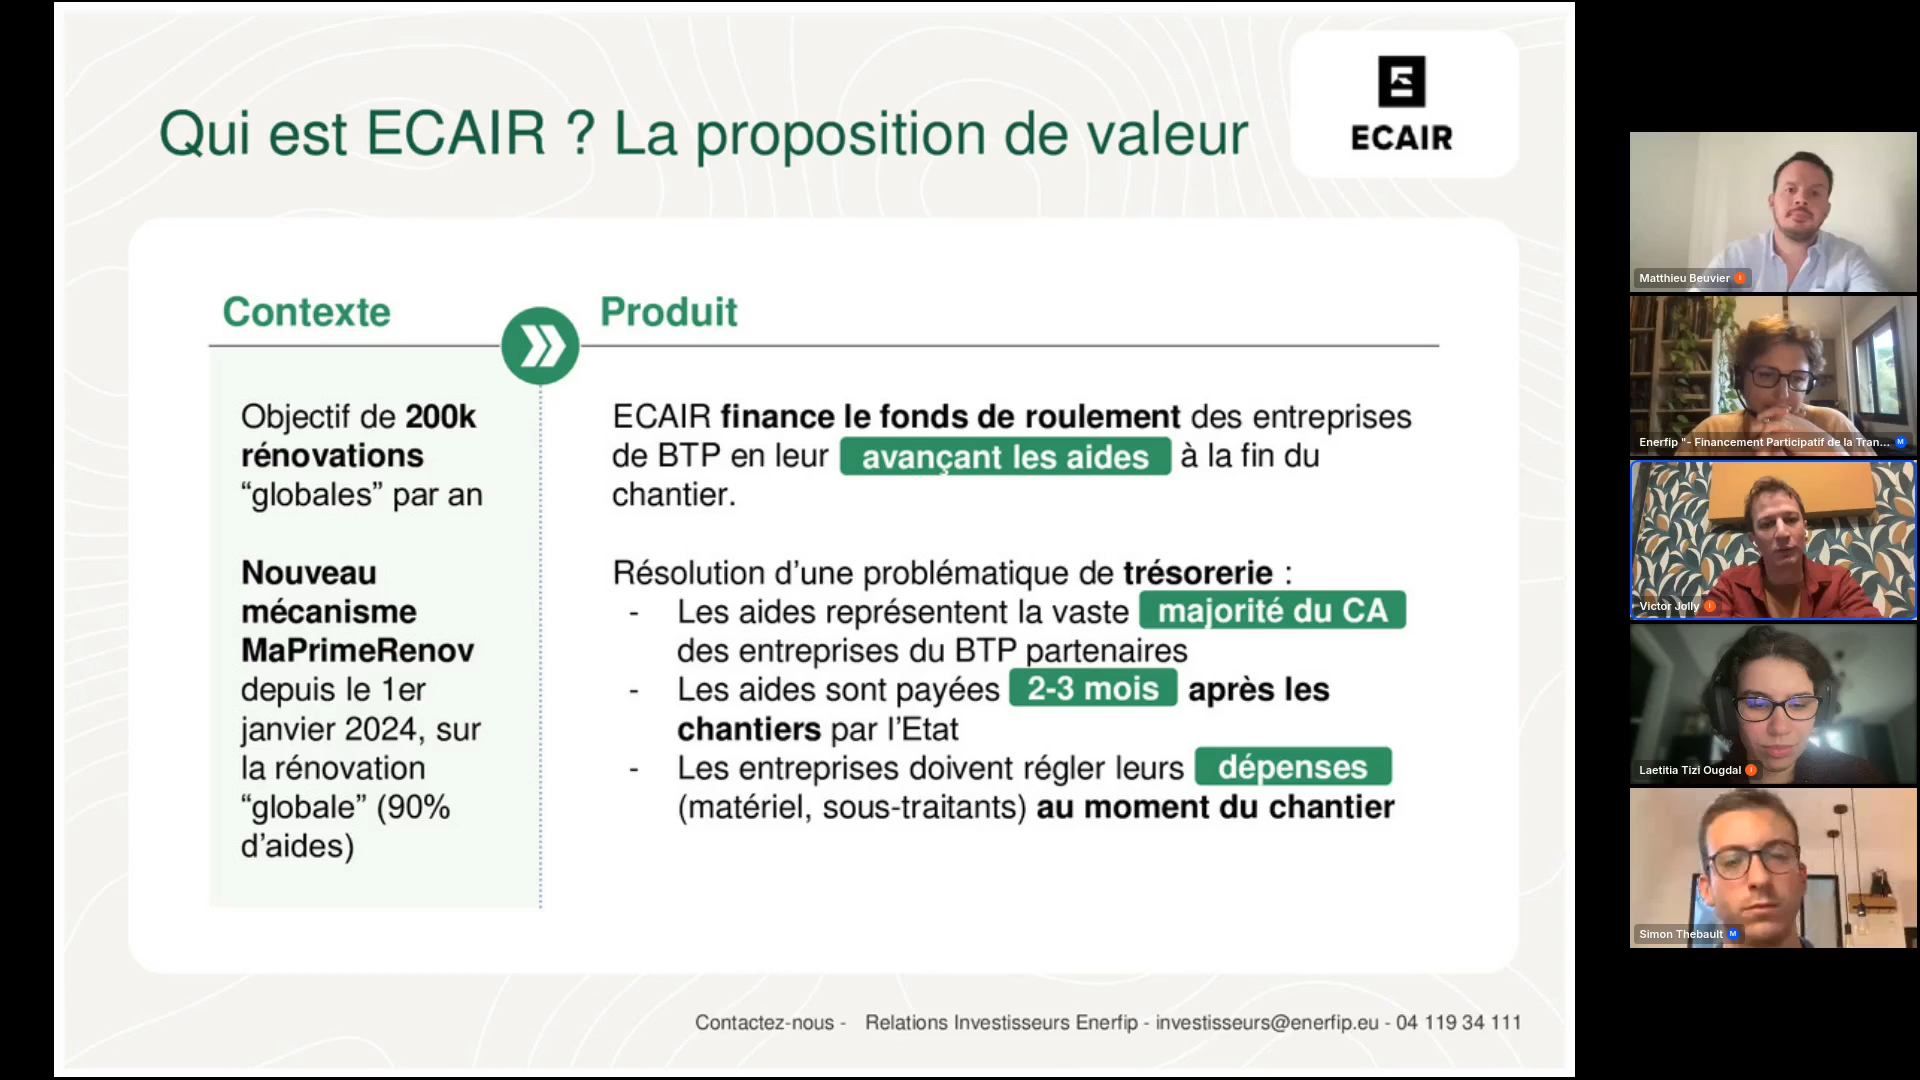 Qui est ECAIR ? La proposition de valeur
ECAIR
Contexte
Produit
Objectif de 200k
rénovations
“globales” par an
Nouveau
mécanisme
MaPrimeRenov
depuis le 1er
janvier 2024, sur
la rénovation
“globale” (90%
d’aides)
ECAIR finance le fonds de roulement des entreprises
de BTP en leur avançant les aides à la fin du
chantier.
Résolution d’une problématique de trésorerie :
- Les aides représentent la vaste majorité du CA
des entreprises du BTP partenaires
- Les aides sont payées 2-3 mois après les
chantiers par l’Etat
- Les entreprises doivent régler leurs dépenses
(matériel, sous-traitants) au moment du chantier
Contactez-nous - Relations Investisseurs Enerfip - investisseurs@enerfip.eu - 04 119 34 111
Matthieu Beuvier I
Enerfip "- Financement Participatif de la Tran... M
Victor Jolly I
Laetitia Tizi Ougdal I
Simon Thebault M